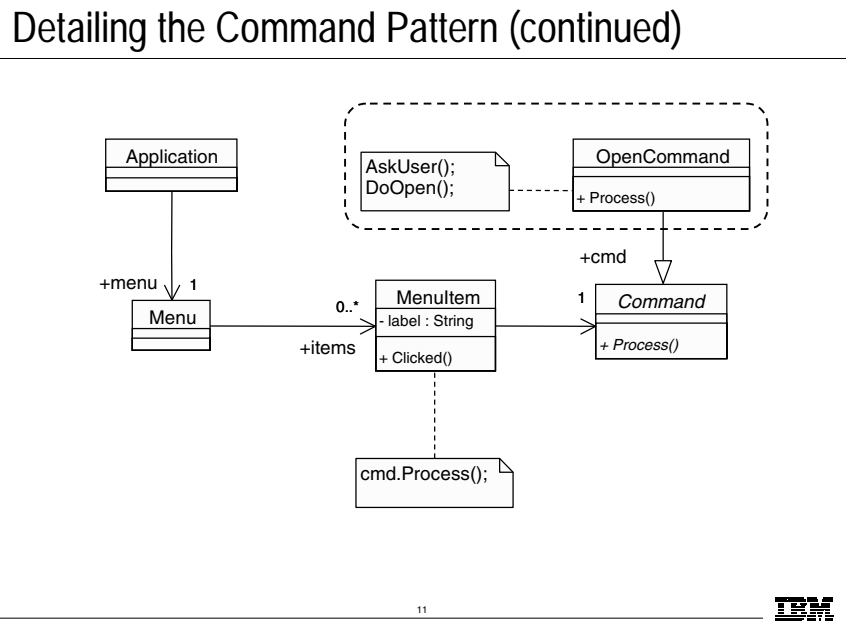 Detailing the Command Pattern (continued)
Application
AskUser();
DoOpen();
OpenCommand
+ Process()
+cmd
+menu
1
Menu
0..*
+items
MenuItem
- label : String
+ Clicked()
1
Command
+ Process()
cmd.Process();
11
IBM